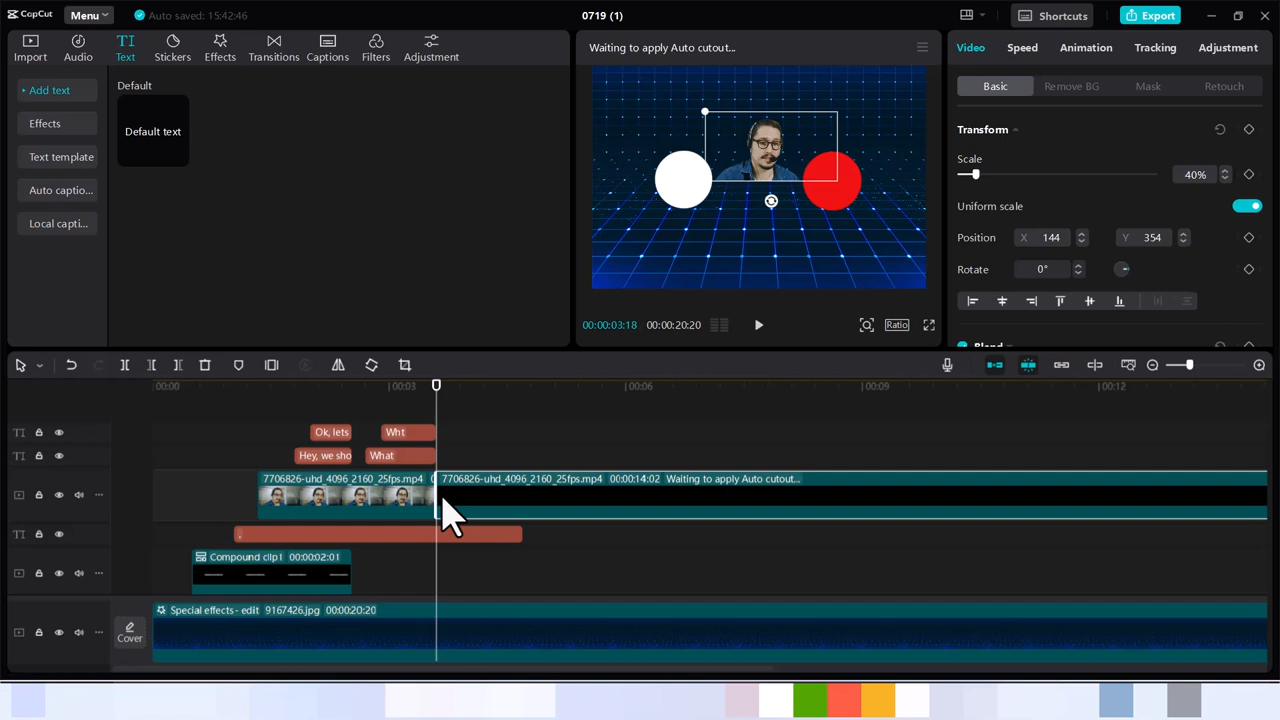 CapCut Menu Auto saved: 15:42:46 0719 (1) Shortcuts Export
Import Audio Text Stickers Effects Transitions Captions Filters Adjustment
Add text
Effects
Text template
Auto captio...
Local capti...
Default
Default text
Waiting to apply Auto cutout...
00:00:03:18 00:00:20:20 Ratio
Video Speed Animation Tracking Adjustment
Basic Remove BG Mask Retouch
Transform
Scale
40%
Uniform scale
Position X 144 Y 354
Rotate 0°
Blend
00:00 00:03 00:06 00:09 00:12
TI Ok, lets Wht
TI Hey, we sho What
7706826-uhd_4096_2160_25fps.mp4 7706826-uhd_4096_2160_25fps.mp4 00:00:14:02 Waiting to apply Auto cutout...
TI
Compound clip1 00:00:02:01
Special effects - edit 9167426.jpg 00:00:20:20
Cover